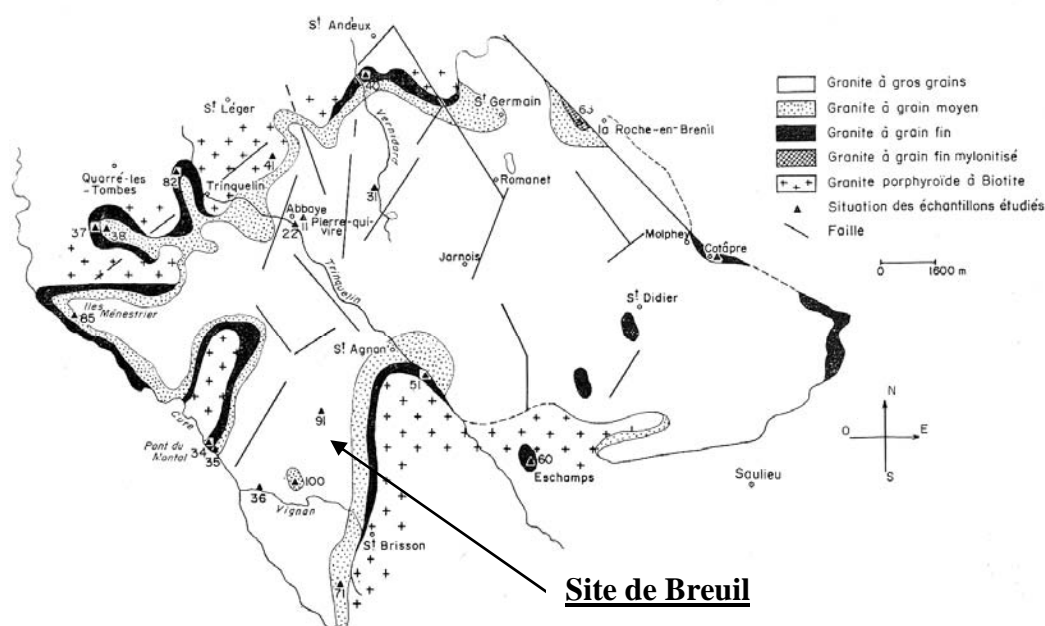 St Andeux
St Léger
40
St Germain
63
la Roche-en-Brenil
Vernidard
Quarré-les
-Tombes
82
Trinquelin
41
31
Romanet
Abbaye
Pierre-qui-
vire
22
11
37
38
Trinquelin
Jarnois
Molphey
Cotâpre
Iles
Ménestrier
85
St Didier
St Agnan
51
Cure
91
Pont du
Montal
34
35
60
Eschamps
Saulieu
36
100
Vignan
St Brisson
71
Granite à gros grains
Granite à grain moyen
Granite à grain fin
Granite à grain fin mylonitisé
Granite porphyroïde à Biotite
Situation des échantillons étudiés
Faille
0 1600 m
N
O E
S
Site de Breuil